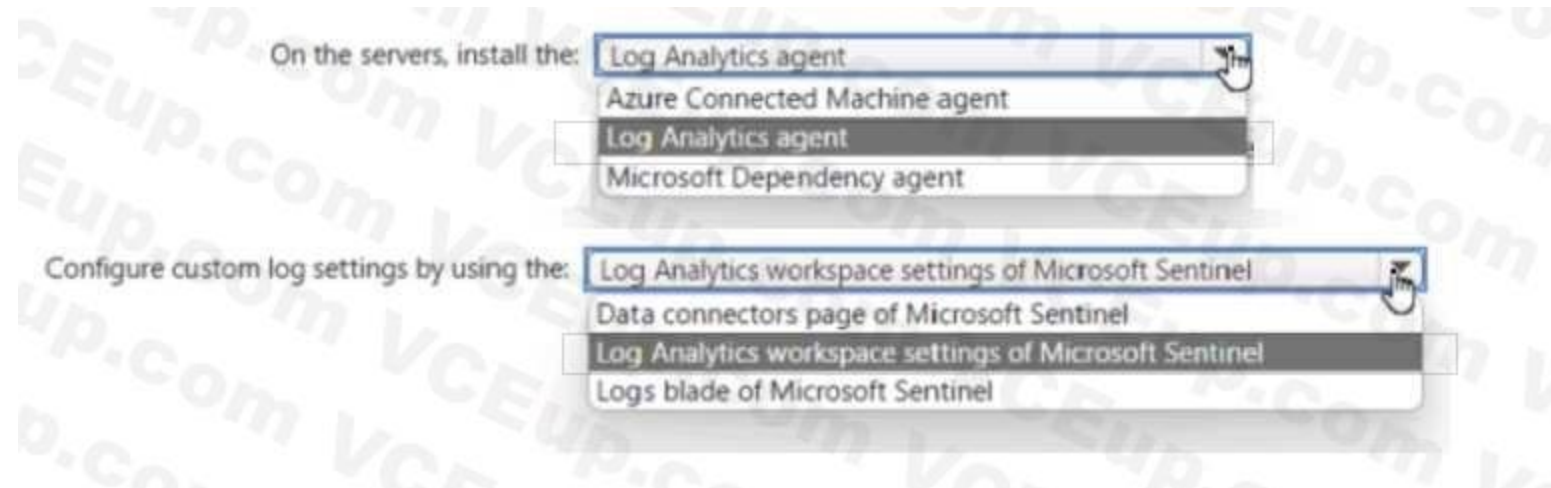 On the servers, install the: Log Analytics agent
Azure Connected Machine agent
Log Analytics agent
Microsoft Dependency agent
Configure custom log settings by using the: Log Analytics workspace settings of Microsoft Sentinel
Data connectors page of Microsoft Sentinel
Log Analytics workspace settings of Microsoft Sentinel
Logs blade of Microsoft Sentinel
VCEup.com